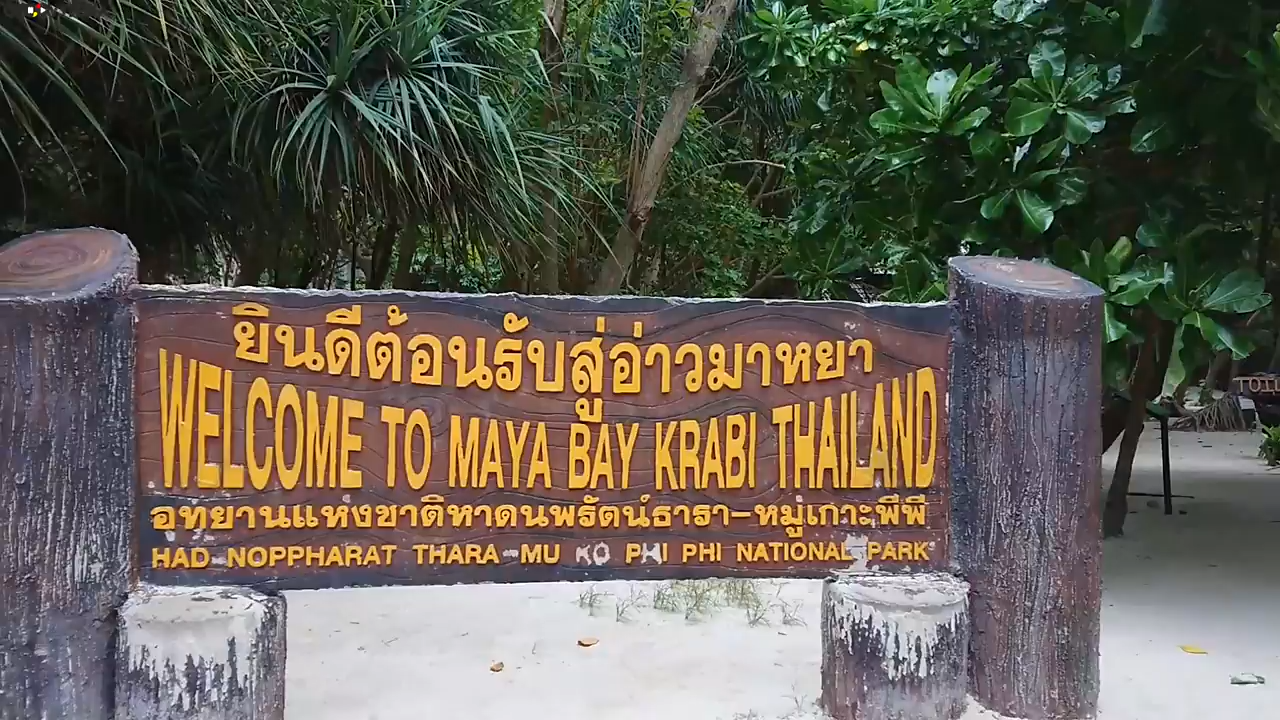 ยินดีต้อนรับสู่อ่าวมาหยา
WELCOME TO MAYA BAY KRABI THAILAND
อุทยานแห่งชาติหาดนพรัตน์ธารา-หมู่เกาะพีพี
HAD NOPPHARAT THARA-MU KO PHI PHI NATIONAL PARK